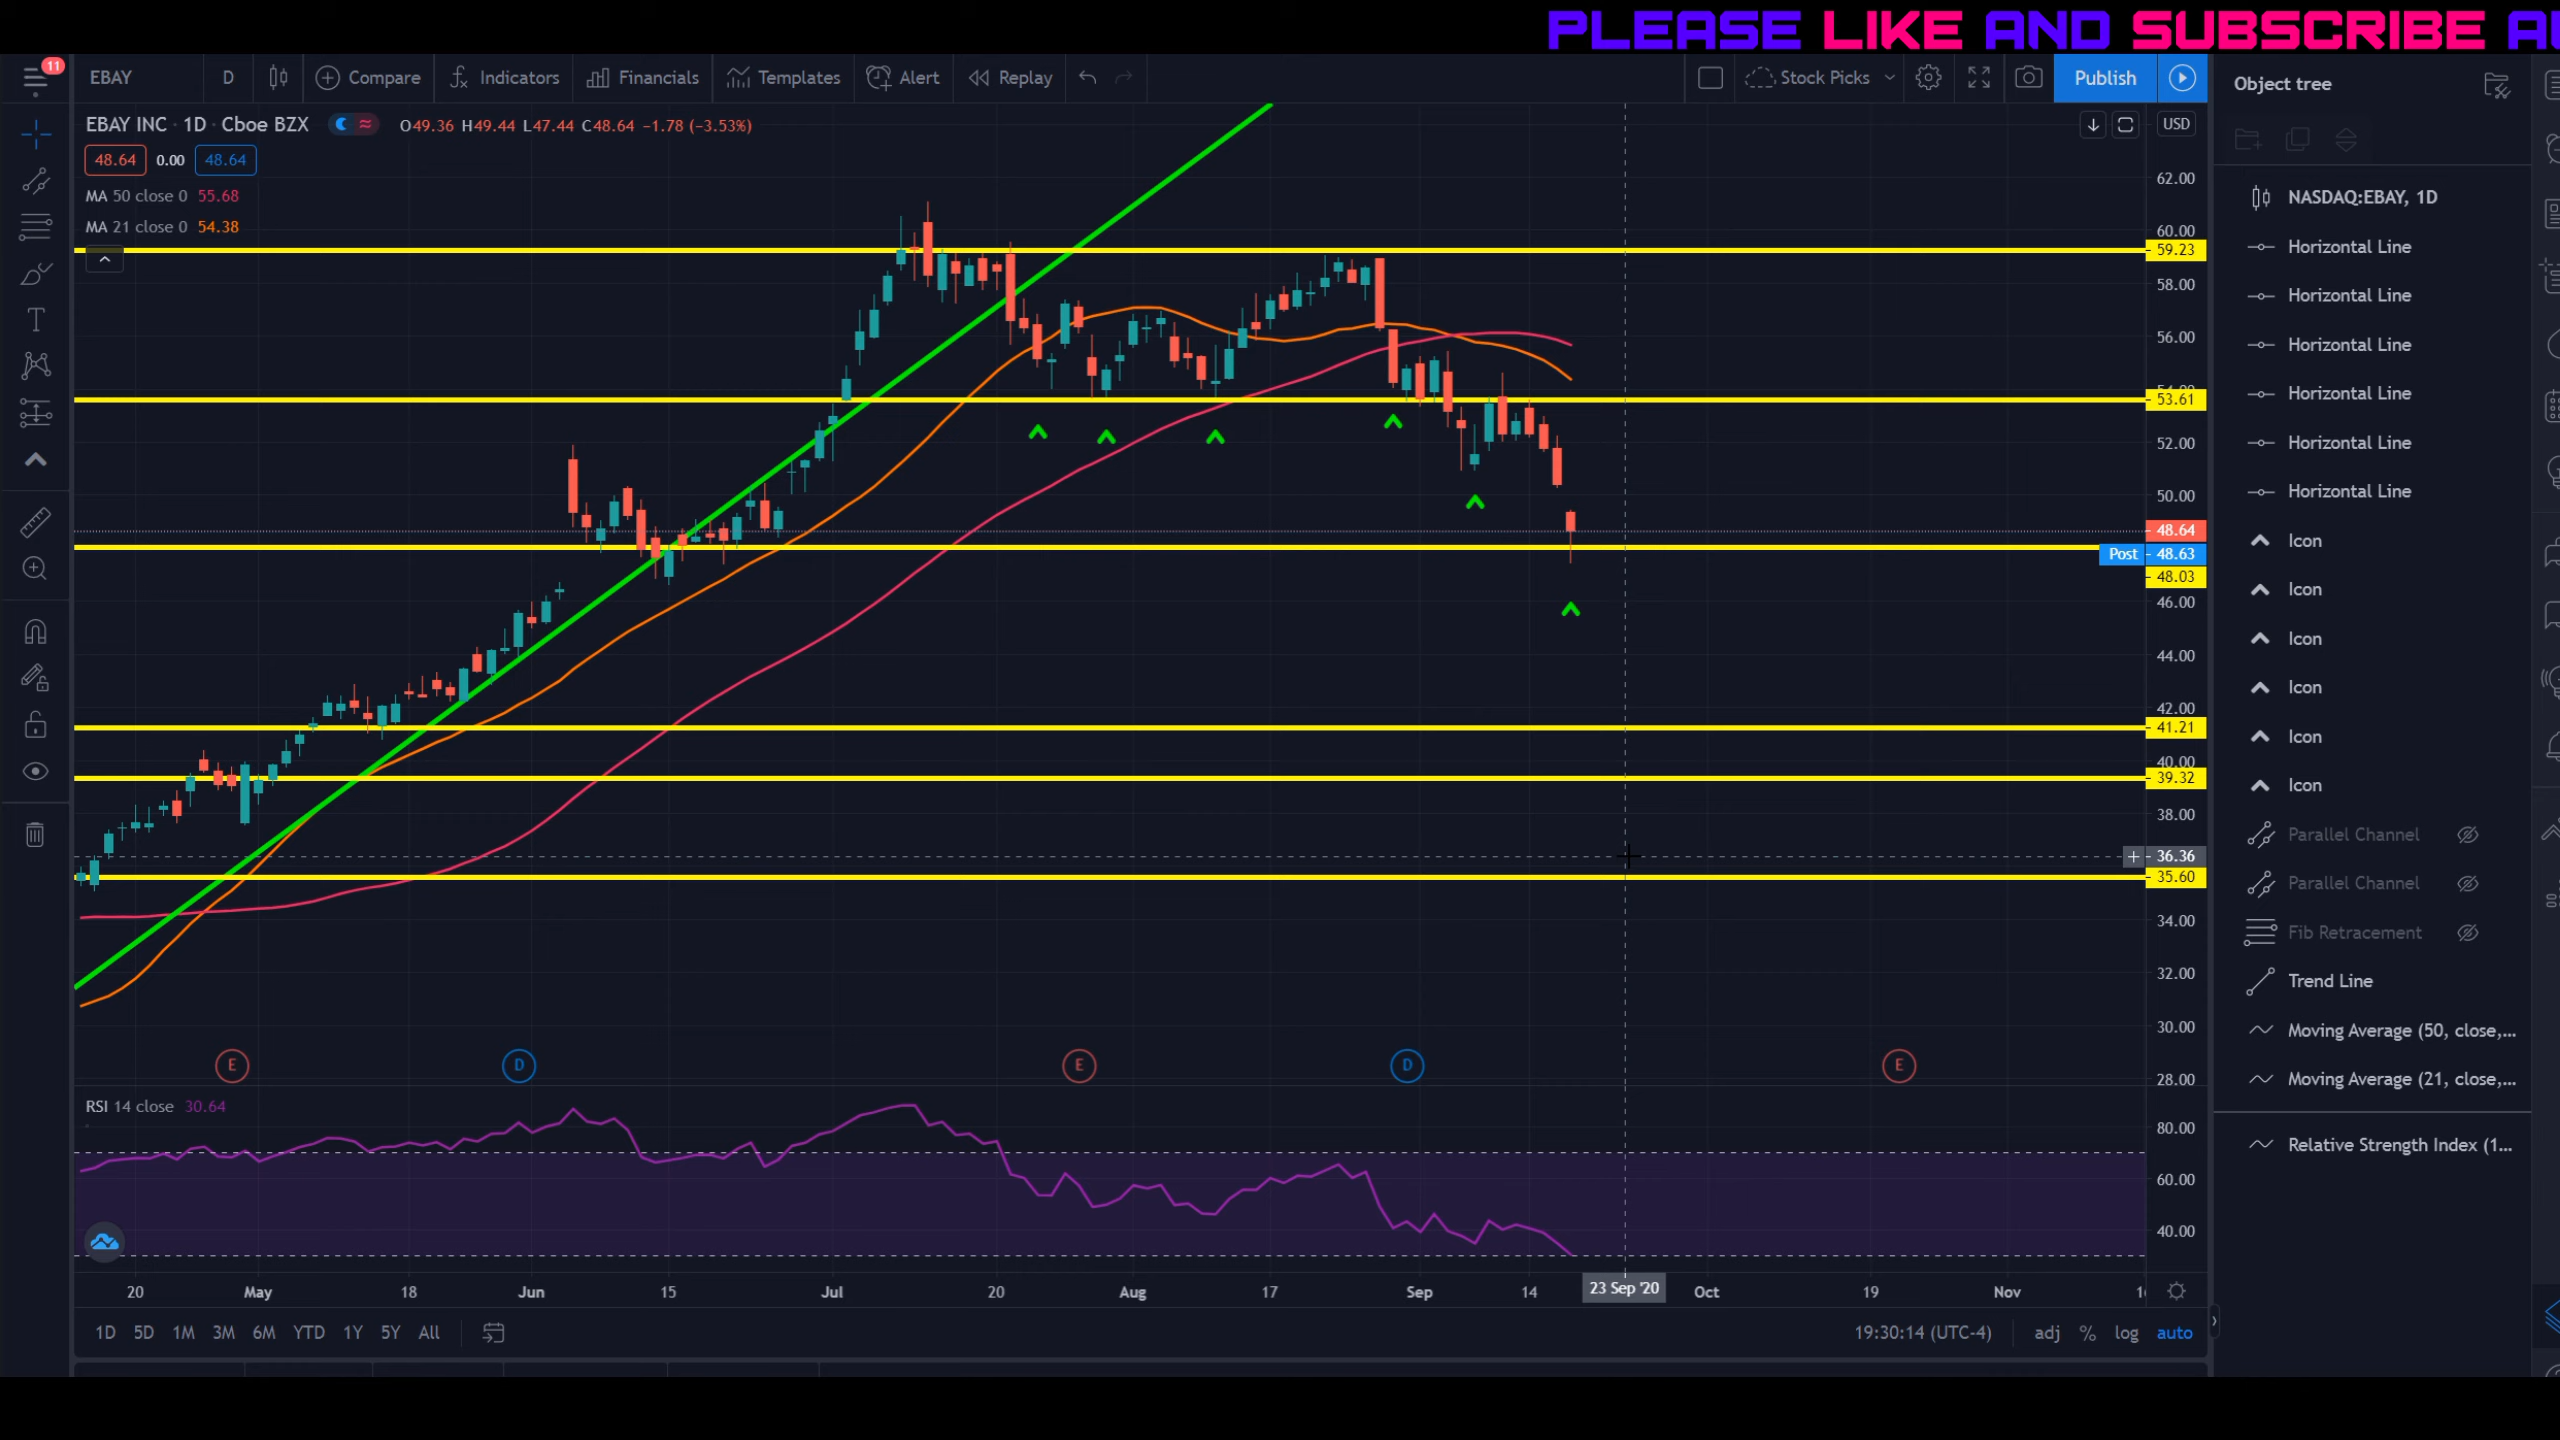 PLEASE LIKE AND SUBSCRIBE
11
EBAY D Compare Indicators Financials Templates Alert Replay Stock Picks Publish
Object tree
EBAY INC · 1D · Cboe BZX O49.36 H49.44 L47.44 C48.64 −1.78 (−3.53%)
USD
48.64 0.00 48.64
MA 50 close 0 55.68
MA 21 close 0 54.38
62.00
60.00
59.23
58.00
56.00
54.00
53.61
52.00
50.00
48.64
Post 48.63
48.03
46.00
44.00
42.00
41.21
40.00
39.32
38.00
36.36
35.60
34.00
32.00
30.00
28.00
E D E D E
RSI 14 close 30.64
80.00
60.00
40.00
20 May 18 Jun 15 Jul 20 Aug 17 Sep 14 23 Sep '20 Oct 19 Nov
1D 5D 1M 3M 6M YTD 1Y 5Y All
19:30:14 (UTC-4) adj % log auto
NASDAQ:EBAY, 1D
Horizontal Line
Horizontal Line
Horizontal Line
Horizontal Line
Horizontal Line
Horizontal Line
Icon
Icon
Icon
Icon
Icon
Icon
Parallel Channel
Parallel Channel
Fib Retracement
Trend Line
Moving Average (50, close,...
Moving Average (21, close,...
Relative Strength Index (1...